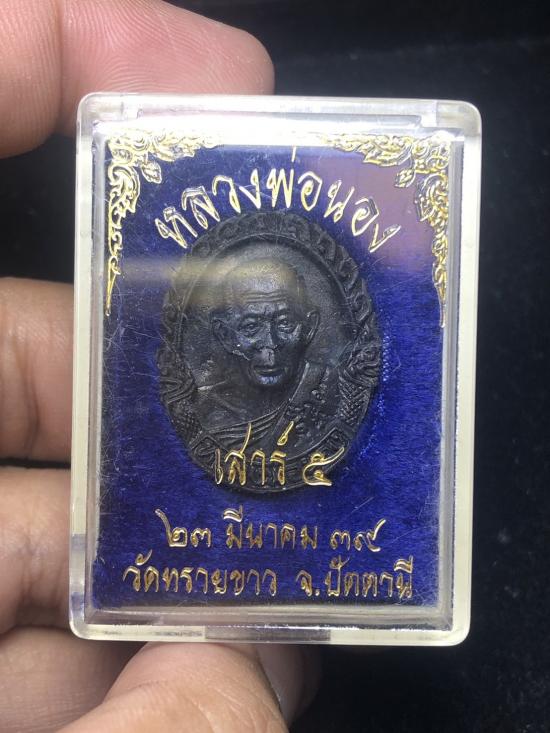 หลวงพ่อนอง
เสาร์ ๕
๒๓ มีนาคม ๓๙
วัดทรายขาว จ.ปัตตานี